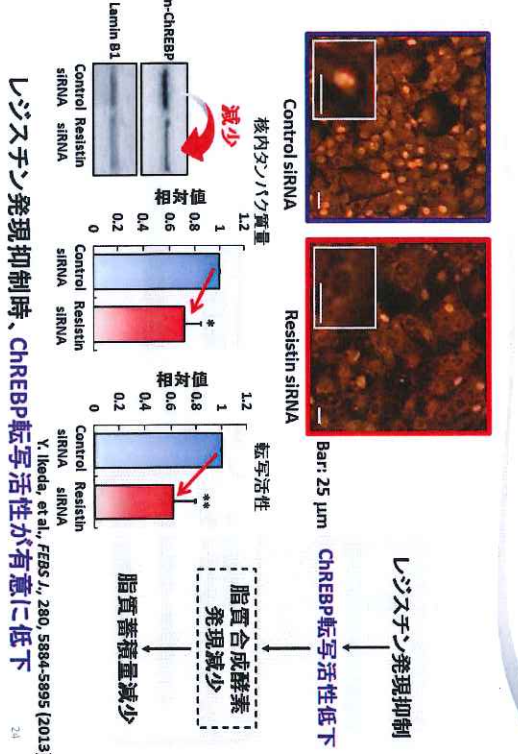 Control siRNA
Resistin siRNA
Bar: 25 μm
n-ChREBP
Lamin B1
Control
siRNA
Resistin
siRNA
減少
核内タンパク質量
相対値
1.2
1
0.8
0.6
0.4
0.2
0
*
Control
siRNA
Resistin
siRNA
転写活性
相対値
1.2
1
0.8
0.6
0.4
0.2
0
**
Control
siRNA
Resistin
siRNA
レジスチン発現抑制
ChREBP転写活性低下
脂質合成酵素
発現減少
脂質蓄積量減少
Y. Ikeda, et al., FEBS J., 280, 5884-5895 (2013)
レジスチン発現抑制時、ChREBP転写活性が有意に低下
24